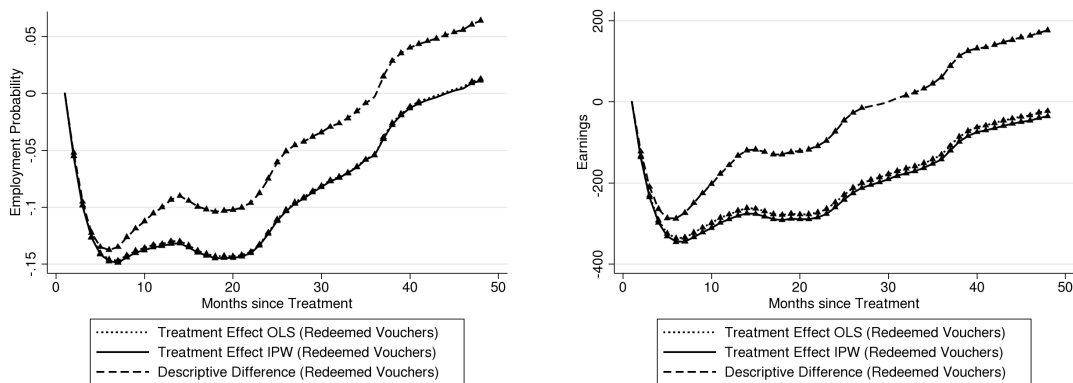 Employment Probability
.05
0
-.05
-.1
-.15
0 10 20 30 40 50
Months since Treatment
Treatment Effect OLS (Redeemed Vouchers)
Treatment Effect IPW (Redeemed Vouchers)
Descriptive Difference (Redeemed Vouchers)
Earnings
200
0
-200
-400
0 10 20 30 40 50
Months since Treatment
Treatment Effect OLS (Redeemed Vouchers)
Treatment Effect IPW (Redeemed Vouchers)
Descriptive Difference (Redeemed Vouchers)